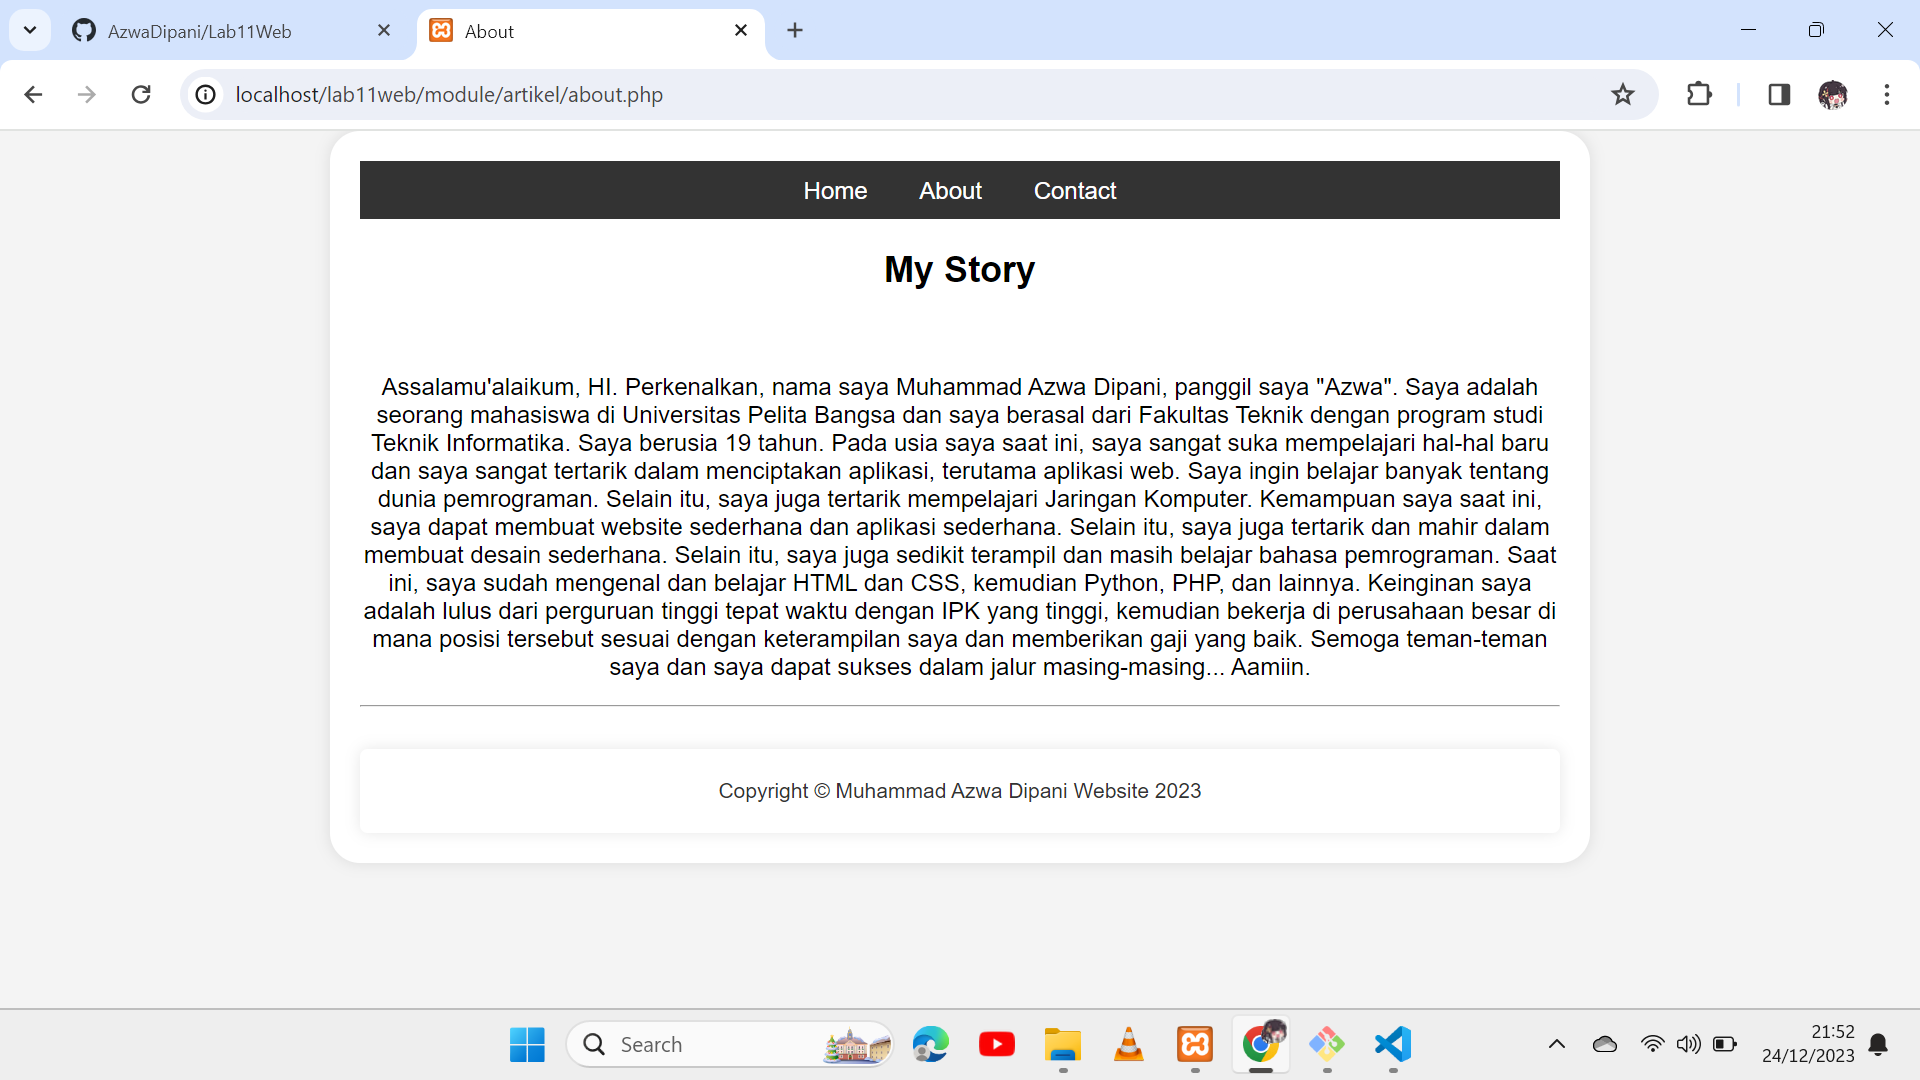 AzwaDipani/Lab11Web
About
localhost/lab11web/module/artikel/about.php
Home About Contact
My Story
Assalamu'alaikum, HI. Perkenalkan, nama saya Muhammad Azwa Dipani, panggil saya "Azwa". Saya adalah
seorang mahasiswa di Universitas Pelita Bangsa dan saya berasal dari Fakultas Teknik dengan program studi
Teknik Informatika. Saya berusia 19 tahun. Pada usia saya saat ini, saya sangat suka mempelajari hal-hal baru
dan saya sangat tertarik dalam menciptakan aplikasi, terutama aplikasi web. Saya ingin belajar banyak tentang
dunia pemrograman. Selain itu, saya juga tertarik mempelajari Jaringan Komputer. Kemampuan saya saat ini,
saya dapat membuat website sederhana dan aplikasi sederhana. Selain itu, saya juga tertarik dan mahir dalam
membuat desain sederhana. Selain itu, saya juga sedikit terampil dan masih belajar bahasa pemrograman. Saat
ini, saya sudah mengenal dan belajar HTML dan CSS, kemudian Python, PHP, dan lainnya. Keinginan saya
adalah lulus dari perguruan tinggi tepat waktu dengan IPK yang tinggi, kemudian bekerja di perusahaan besar di
mana posisi tersebut sesuai dengan keterampilan saya dan memberikan gaji yang baik. Semoga teman-teman
saya dan saya dapat sukses dalam jalur masing-masing... Aamiin.
Copyright © Muhammad Azwa Dipani Website 2023
Search
21:52
24/12/2023